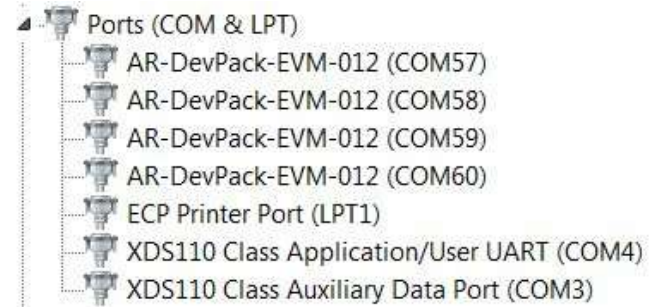 Ports (COM & LPT)
AR-DevPack-EVM-012 (COM57)
AR-DevPack-EVM-012 (COM58)
AR-DevPack-EVM-012 (COM59)
AR-DevPack-EVM-012 (COM60)
ECP Printer Port (LPT1)
XDS110 Class Application/User UART (COM4)
XDS110 Class Auxiliary Data Port (COM3)